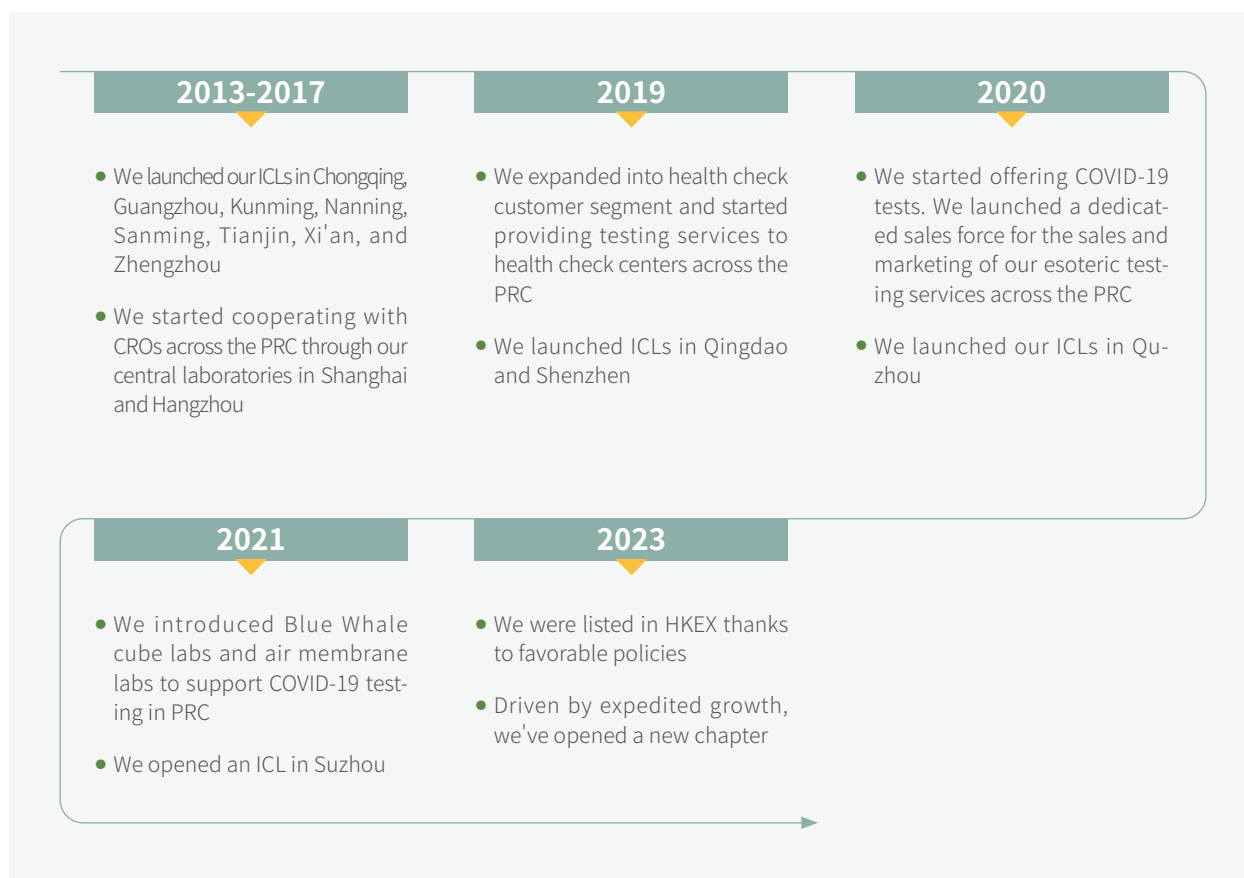 2013-2017
● We launched our ICLs in Chongqing,
Guangzhou, Kunming, Nanning,
Sanming, Tianjin, Xi'an, and
Zhengzhou
● We started cooperating with
CROs across the PRC through our
central laboratories in Shanghai
and Hangzhou
2019
● We expanded into health check
customer segment and started
providing testing services to
health check centers across the
PRC
● We launched ICLs in Qingdao
and Shenzhen
2020
● We started offering COVID-19
tests. We launched a dedicat-
ed sales force for the sales and
marketing of our esoteric test-
ing services across the PRC
● We launched our ICLs in Qu-
zhou
2021
● We introduced Blue Whale
cube labs and air membrane
labs to support COVID-19 test-
ing in PRC
● We opened an ICL in Suzhou
2023
● We were listed in HKEX thanks
to favorable policies
● Driven by expedited growth,
we've opened a new chapter